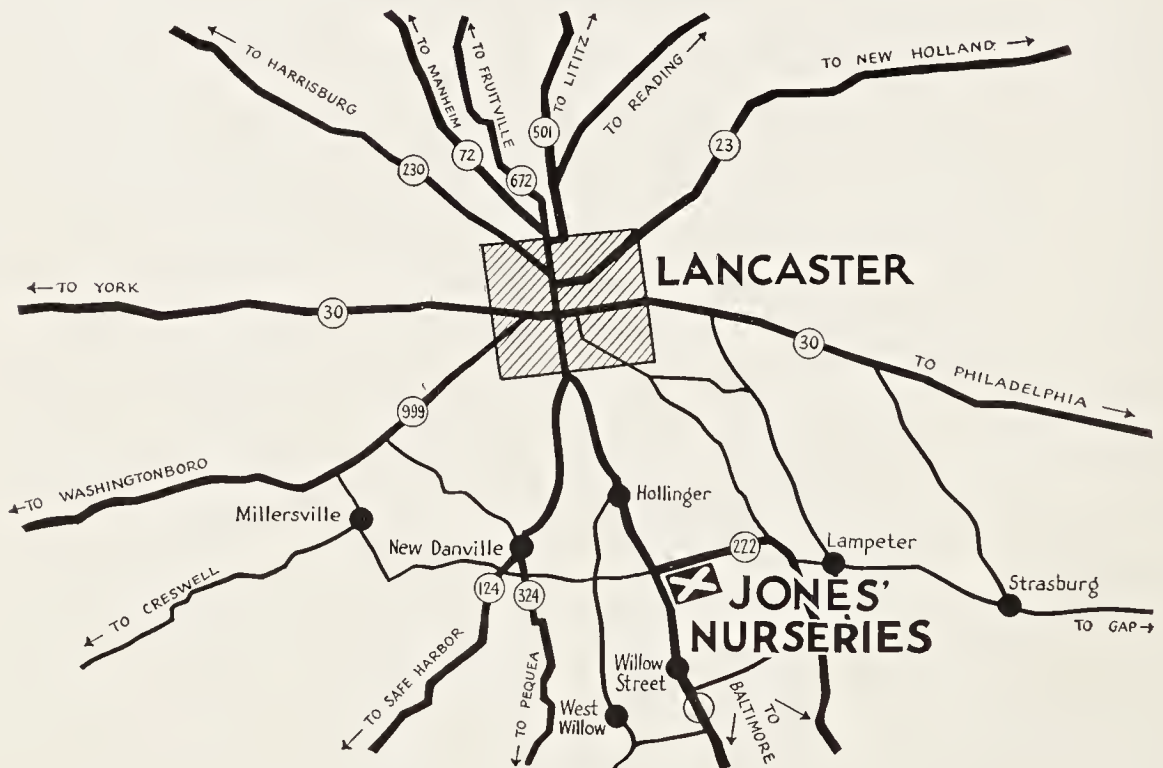 TO HARRISBURG
TO MANHEIM
TO FRUITVILLE
TO LITITZ
TO READING
TO NEW HOLLAND
230
72
672
501
23
LANCASTER
TO YORK
30
30
TO PHILADELPHIA
999
TO WASHINGTONBORO
Millersville
New Danville
Hollinger
222
Lampeter
Strasburg
TO GAP
TO CRESWELL
124
324
JONES'
NURSERIES
TO SAFE HARBOR
TO PEQUEA
Willow
Street
West
Willow
TO
BALTIMORE